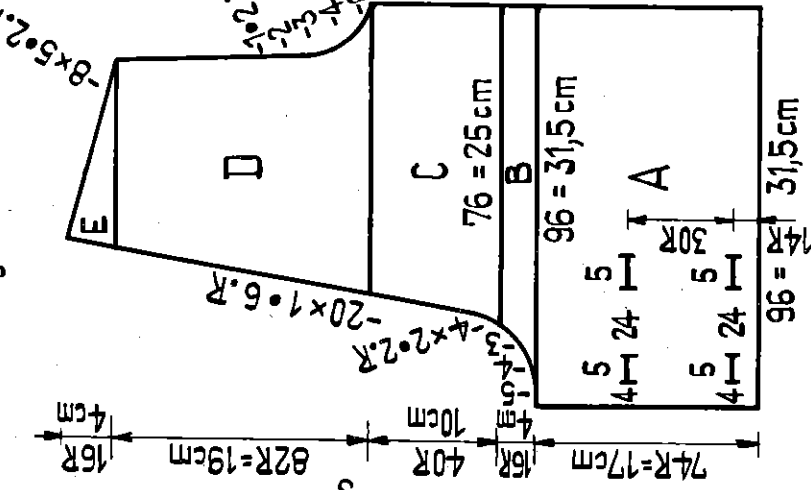 -8×5•2.
E
D
-20×1•6.R
C
-4×2•2.R
76 = 25cm
-3
-4
-5
B
96 = 31,5cm
A
5 5
4 24
30R
5 5
4 24
14R
96 = 31,5cm
16R
4cm
82R=19cm
40R
10cm
16R
4cm
74R=17cm